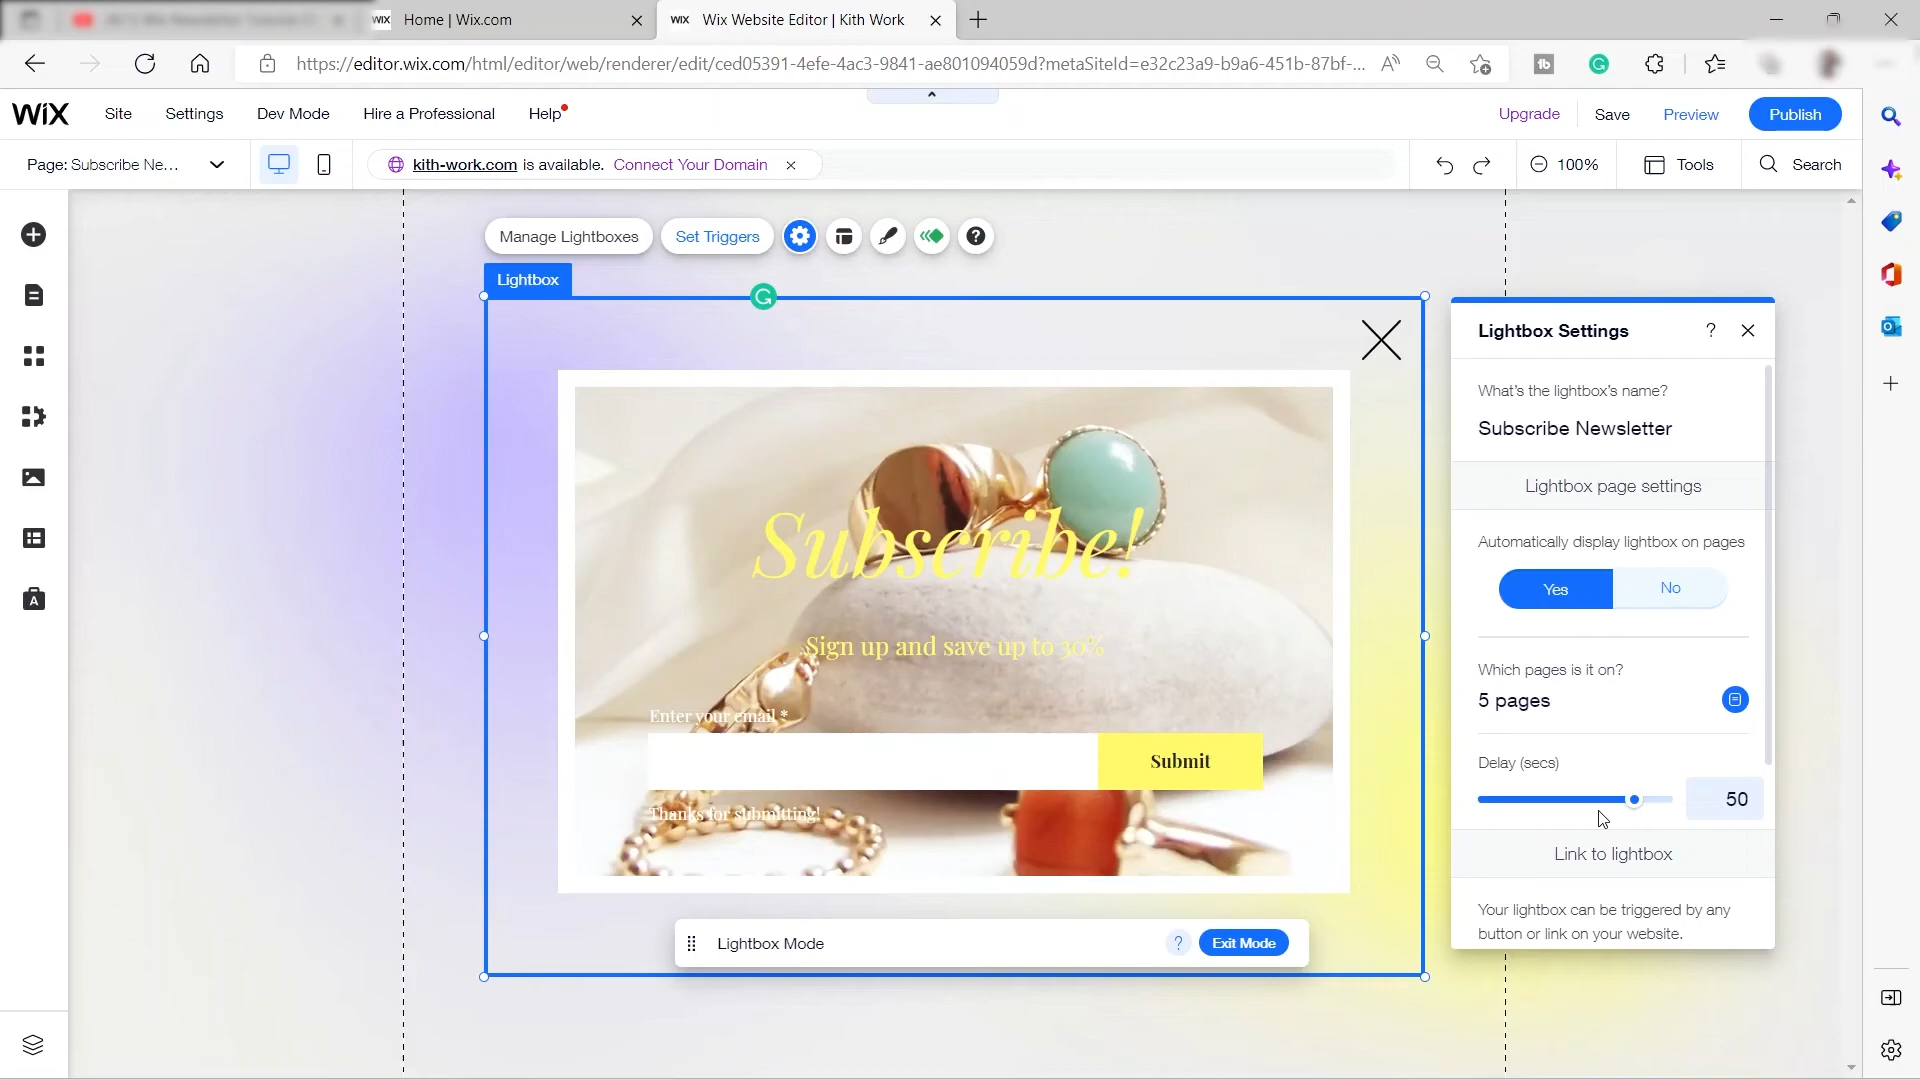 WIX Home | Wix.com
WIX Wix Website Editor | Kith Work
https://editor.wix.com/html/editor/web/renderer/edit/ced05391-4efe-4ac3-9841-ae801094059d?metaSiteId=e32c23a9-b9a6-451b-87bf-...
WiX Site Settings Dev Mode Hire a Professional Help Upgrade Save Preview Publish
Page: Subscribe Ne... kith-work.com is available. Connect Your Domain 100% Tools Search
Manage Lightboxes Set Triggers
Lightbox
Subscribe!
Sign up and save up to 30%
Enter your email *
Submit
Thanks for submitting!
Lightbox Mode ? Exit Mode
Lightbox Settings ?
What's the lightbox's name?
Subscribe Newsletter
Lightbox page settings
Automatically display lightbox on pages
Yes No
Which pages is it on?
5 pages
Delay (secs)
50
Link to lightbox
Your lightbox can be triggered by any
button or link on your website.